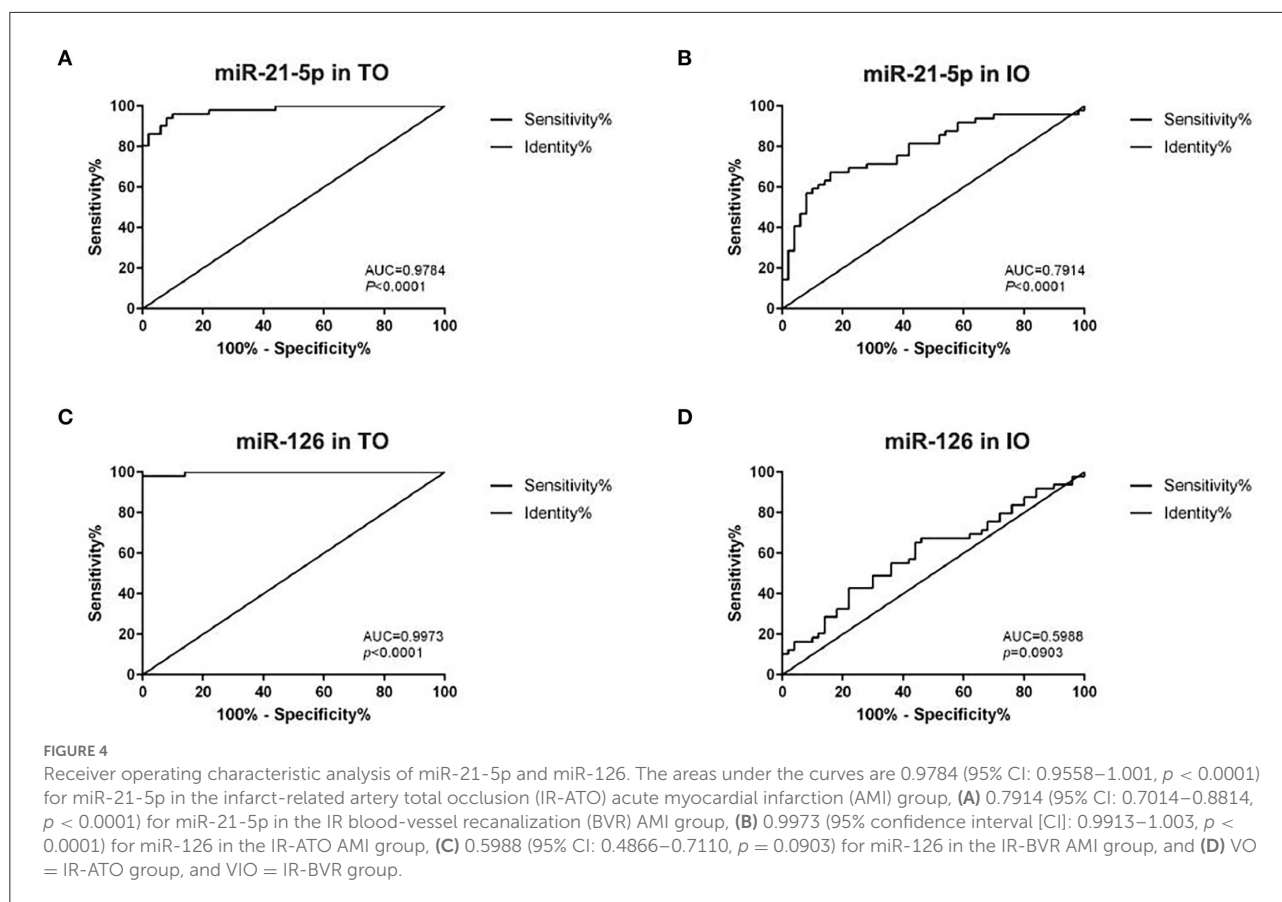 A
miR-21-5p in TO
100
80
60
40
20
0
Sensitivity%
0 20 40 60 80 100
100% - Specificity%
Sensitivity%
Identity%
AUC=0.9784
P<0.0001
B
miR-21-5p in IO
100
80
60
40
20
0
Sensitivity%
0 20 40 60 80 100
100% - Specificity%
Sensitivity%
Identity%
AUC=0.7914
P<0.0001
C
miR-126 in TO
100
80
60
40
20
0
Sensitivity%
0 20 40 60 80 100
100% - Specificity%
Sensitivity%
Identity%
AUC=0.9973
p<0.0001
D
miR-126 in IO
100
80
60
40
20
0
Sensitivity%
0 20 40 60 80 100
100% - Specificity%
Sensitivity%
Identity%
AUC=0.5988
p=0.0903
FIGURE 4
Receiver operating characteristic analysis of miR-21-5p and miR-126. The areas under the curves are 0.9784 (95% CI: 0.9558–1.001, p < 0.0001)
for miR-21-5p in the infarct-related artery total occlusion (IR-ATO) acute myocardial infarction (AMI) group, (A) 0.7914 (95% CI: 0.7014–0.8814,
p < 0.0001) for miR-21-5p in the IR blood-vessel recanalization (BVR) AMI group, (B) 0.9973 (95% confidence interval [CI]: 0.9913–1.003, p <
0.0001) for miR-126 in the IR-ATO AMI group, (C) 0.5988 (95% CI: 0.4866–0.7110, p = 0.0903) for miR-126 in the IR-BVR AMI group, and (D) VO
= IR-ATO group, and VIO = IR-BVR group.